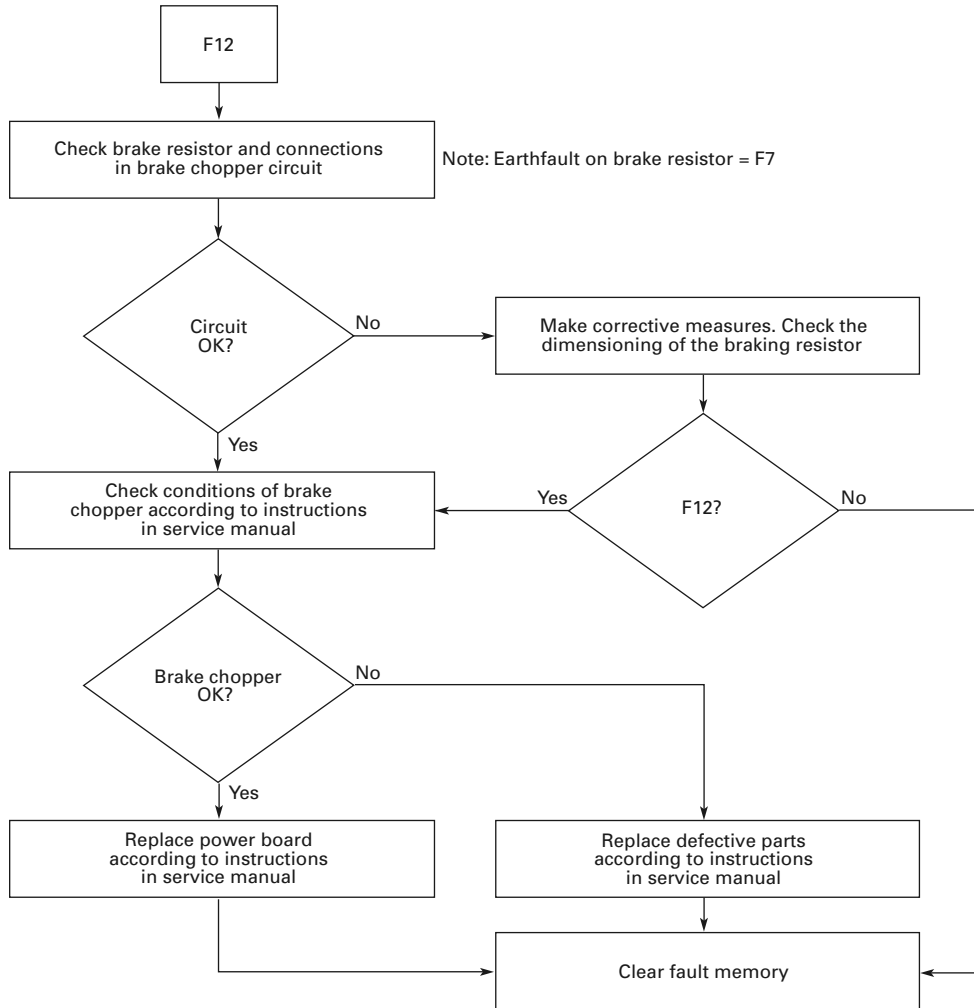 F12
Check brake resistor and connections
in brake chopper circuit
Note: Earthfault on brake resistor = F7
Circuit
OK?
No
Make corrective measures. Check the
dimensioning of the braking resistor
Yes
Check conditions of brake
chopper according to instructions
in service manual
Yes
F12?
No
Brake chopper
OK?
No
Yes
Replace power board
according to instructions
in service manual
Replace defective parts
according to instructions
in service manual
Clear fault memory